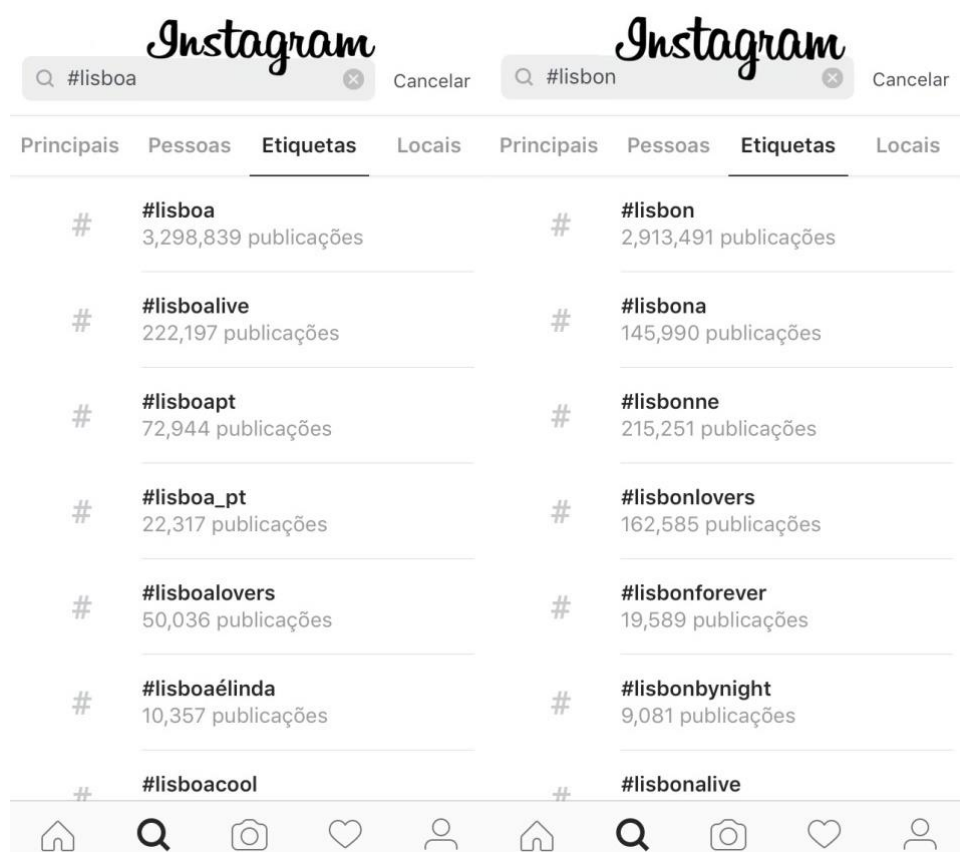 Instagram
#lisboa
Cancelar
Principais Pessoas Etiquetas Locais
#
#lisboa
3,298,839 publicações
#
#lisboalive
222,197 publicações
#
#lisboapt
72,944 publicações
#
#lisboa_pt
22,317 publicações
#
#lisboalovers
50,036 publicações
#
#lisboaélinda
10,357 publicações
#
#lisboacool
Instagram
#lisbon
Cancelar
Principais Pessoas Etiquetas Locais
#
#lisbon
2,913,491 publicações
#
#lisbona
145,990 publicações
#
#lisbonne
215,251 publicações
#
#lisbonlovers
162,585 publicações
#
#lisbonforever
19,589 publicações
#
#lisbonbynight
9,081 publicações
#
#lisbonalive